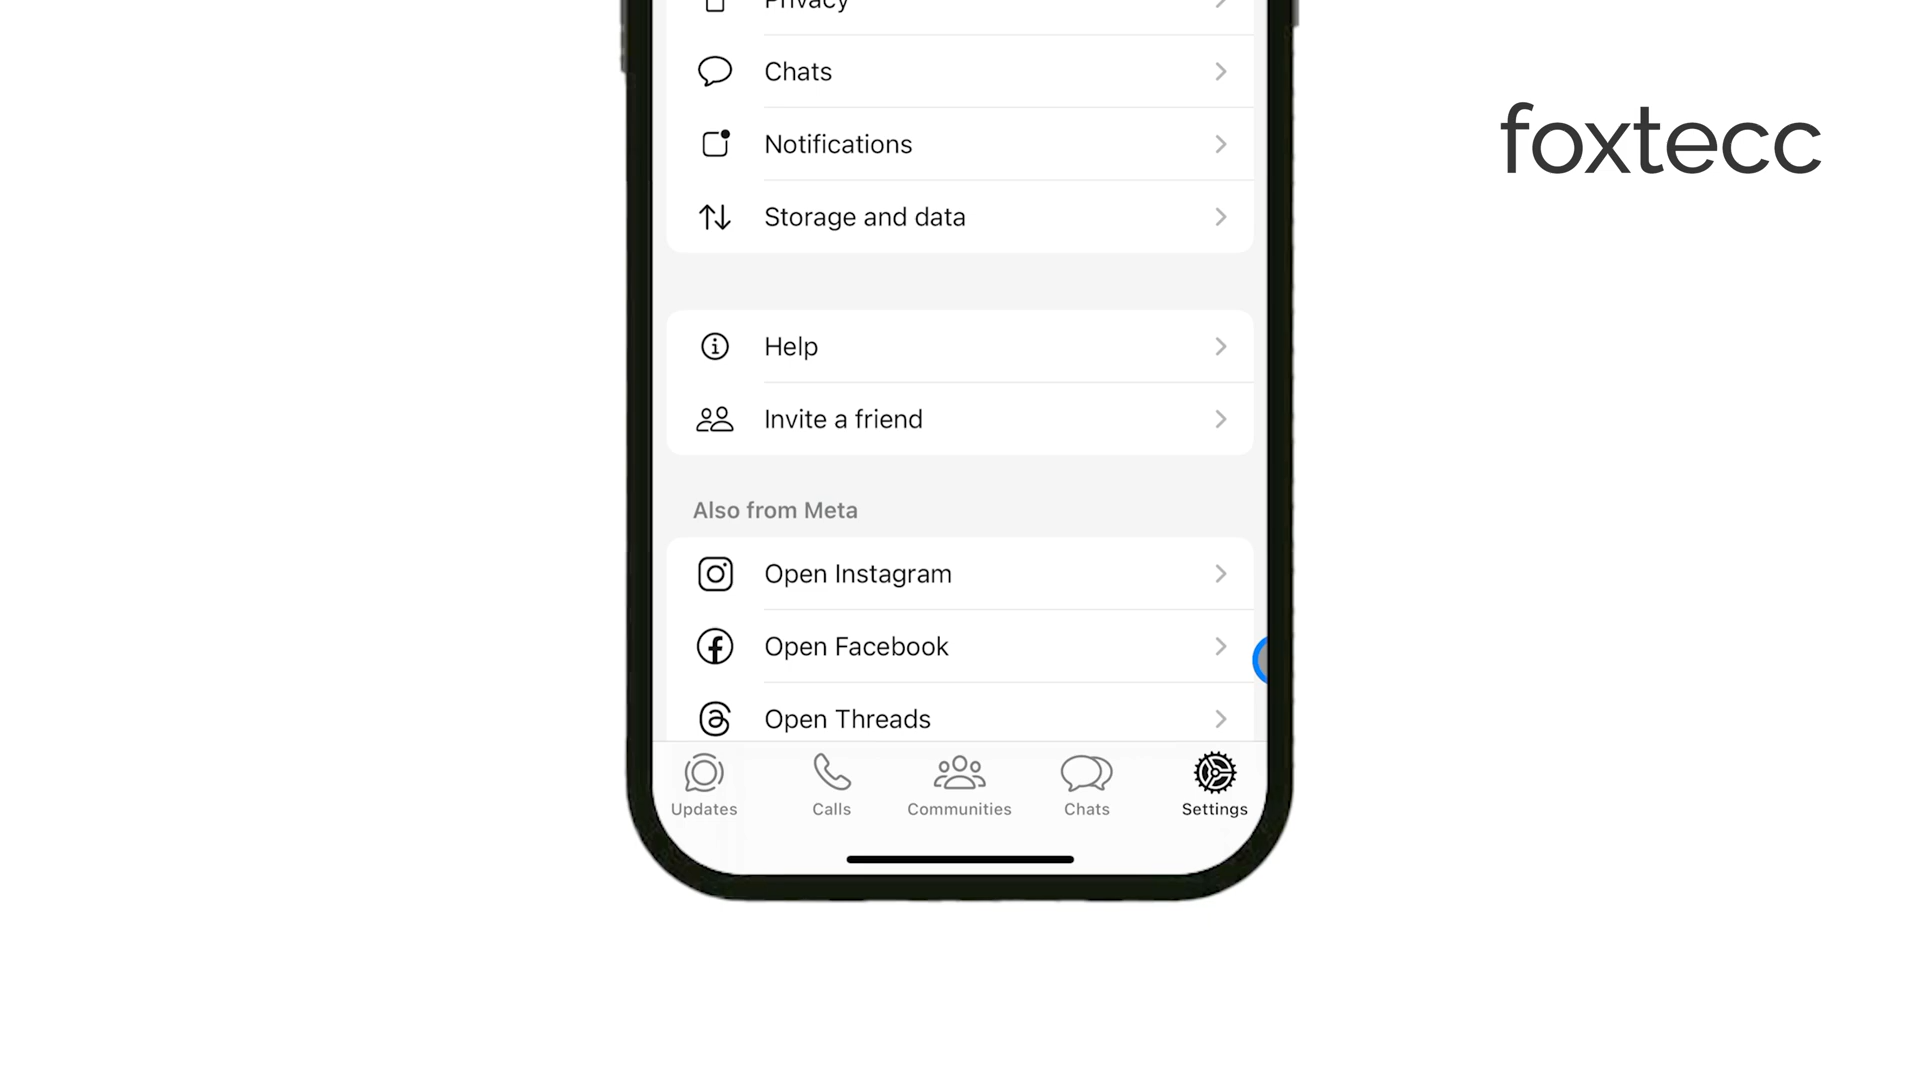 Privacy
Chats
foxtecc
Notifications
Storage and data
Help
Invite a friend
Also from Meta
Open Instagram
Open Facebook
Open Threads
Updates
Calls
Communities
Chats
Settings